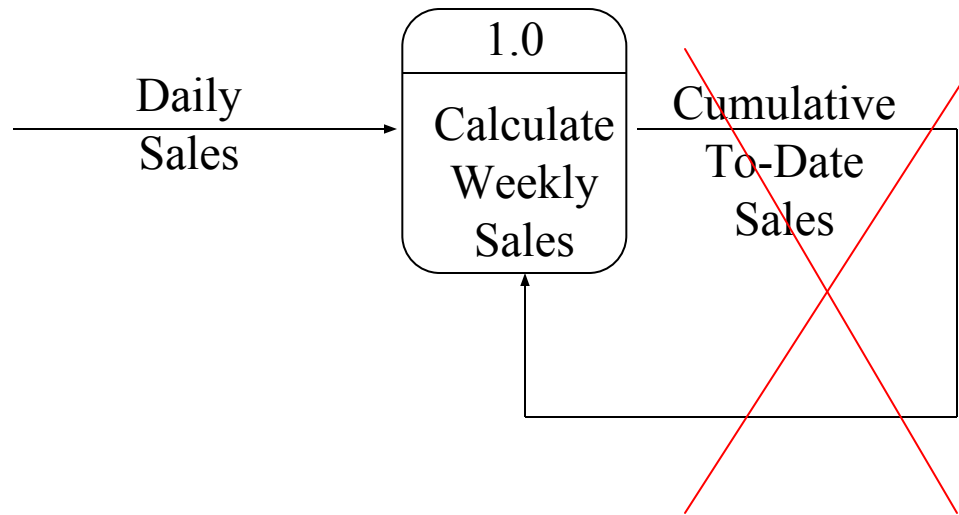 Daily
Sales
1.0
Calculate
Weekly
Sales
Cumulative
To-Date
Sales